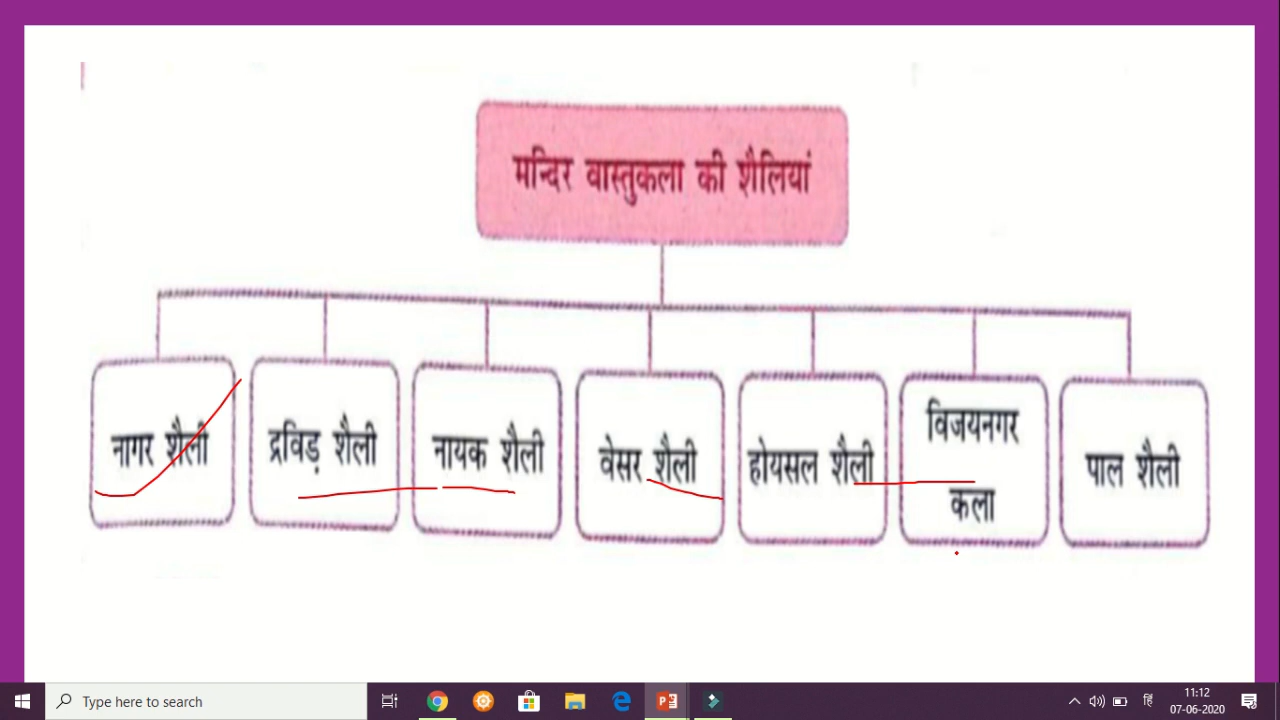 मन्दिर वास्तुकला की शैलियां
नागर शैली
द्रविड़ शैली
नायक शैली
वेसर शैली
होयसल शैली
विजयनगर
कला
पाल शैली
Type here to search
हिं
11:12
07-06-2020